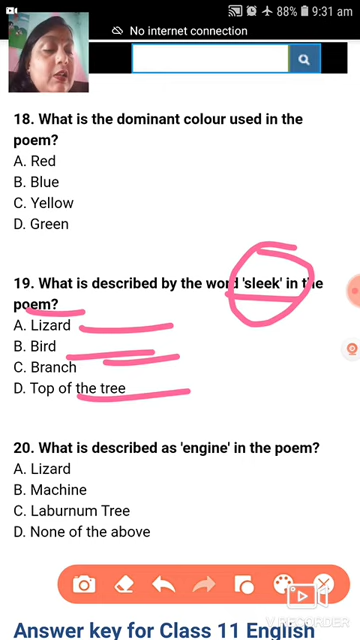 88% 9:31 am
No internet connection
18. What is the dominant colour used in the
poem?
A. Red
B. Blue
C. Yellow
D. Green
19. What is described by the word 'sleek' in the
poem?
A. Lizard
B. Bird
C. Branch
D. Top of the tree
20. What is described as 'engine' in the poem?
A. Lizard
B. Machine
C. Laburnum Tree
D. None of the above
V RECORDER
Answer key for Class 11 English